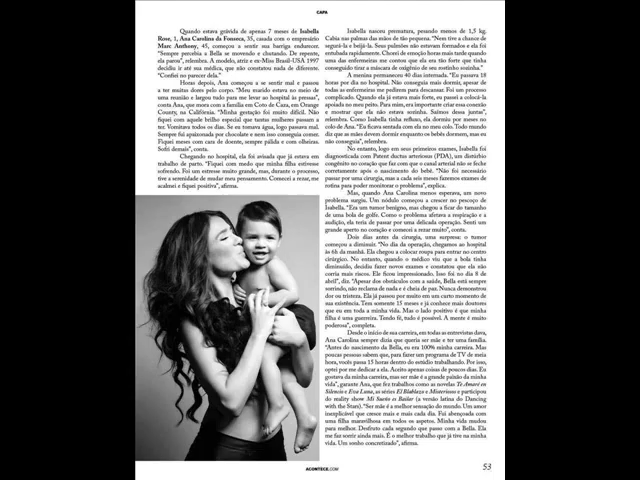 CAPA
Quando estava grávida de apenas 7 meses de Isabella
Rose, 1, Ana Carolina da Fonseca, 35, casada com o empresário
Marc Anthony, 45, começou a sentir sua barriga endurecer.
“Sempre percebia a Bella se movendo e chutando. De repente,
ela parou”, relembra. A modelo, atriz e ex-Miss Brasil-USA 1997
decidiu ir até sua médica, que não constatou nada de diferente.
“Confiei no parecer dela.”
Horas depois, Ana começou a se sentir mal e passou
a ter muitas dores pelo corpo. “Meu marido estava no meio de
uma reunião e largou tudo para me levar ao hospital às pressas”,
conta Ana, que mora com a família em Coto de Caza, em Orange
County, na Califórnia. “Minha gestação foi muito difícil. Não
fiquei com aquele brilho especial que tantas mulheres passam a
ter. Vomitava todos os dias. Se eu tomava água, logo passava mal.
Sempre fui apaixonada por chocolate e nem isso conseguia comer.
Fiquei meses com cara de doente, sempre pálida e com olheiras.
Sofri demais”, conta.
Chegando no hospital, ela foi avisada que já estava em
trabalho de parto. “Fiquei com medo que minha filha estivesse
sofrendo. Foi um estresse muito grande, mas, durante o processo,
tive a serenidade de mudar meu pensamento. Comecei a rezar, me
acalmei e fiquei positiva”, afirma.
Isabella nasceu prematura, pesando menos de 1,5 kg.
Cabia nas palmas das mãos de tão pequena. “Nem tive a chance de
segurá-la e beijá-la. Seus pulmões não estavam formados e ela foi
entubada rapidamente. Chorei de emoção horas mais tarde quando
uma das enfermeiras me contou que ela era tão forte que tinha
conseguido tirar a máscara de oxigênio de seu rostinho sozinha.”
A menina permaneceu 40 dias internada. “Eu passava 18
horas por dia no hospital. Não conseguia mais dormir, apesar de
todas as enfermeiras me pedirem para descansar. Foi um processo
complicado. Quando ela já estava mais forte, eu passei a colocá-la
apoiada no meu peito. Para mim, era importante criar essa conexão
e mostrar que ela não estava sozinha. Saímos dessa juntas”,
relembra. Como Isabella tinha refluxo, ela dormiu por meses no
colo de Ana. “Eu ficava sentada com ela no meu colo. Todo mundo
diz que as mães devem dormir enquanto os bebês dormem, mas eu
não conseguia”, relembra.
No entanto, logo em seus primeiros exames, Isabella foi
diagnosticada com Patent ductus arteriosus (PDA), um distúrbio
congênito no coração que faz com que o canal arterial não se feche
corretamente após o nascimento do bebê. “Não foi necessário
passar por uma cirurgia, mas a cada seis meses fazemos exames de
rotina para poder monitorar o problema”, explica.
Mas, quando Ana Carolina menos esperava, um novo
problema surgiu. Um nódulo começou a crescer no pescoço de
Isabella. “Era um tumor benigno, mas chegou a ficar do tamanho
de uma bola de golfe. Como o problema afetava a respiração e a
audição, ela teria de passar por uma delicada operação. Senti um
grande aperto no coração e comecei a rezar muito”, conta.
Dois dias antes da cirurgia, uma surpresa: o tumor
começou a diminuir. “No dia da operação, chegamos ao hospital
às 6h da manhã. Ela chegou a colocar roupa para entrar no centro
cirúrgico. No entanto, quando o médico viu que a bola tinha
diminuído, decidiu fazer novos exames e constatou que ela não
corria mais riscos. Ele ficou impressionado. Isso foi no dia 8 de
abril”, diz. “Apesar dos obstáculos com a saúde, Bella está sempre
sorrindo, não reclama de nada e é cheia de paz. Nunca demonstrou
dor ou tristeza. Ela já passou por muito em um curto momento de
sua existência. Tem somente 15 meses e já conhece mais doutores
que eu em toda a minha vida. Mas o lado positivo é que minha
filha é uma guerreira. Tendo fé, tudo é possível. A mente é muito
poderosa”, completa.
Desde o início de sua carreira, em todas as entrevistas dava,
Ana Carolina sempre dizia que queria ser mãe e ter uma família.
“Antes do nascimento da Bella, eu era 100% minha carreira. Mas
poucas pessoas sabem que, para fazer um programa de TV de meia
hora, vocês passa 15 horas dentro do estúdio trabalhando. Por isso,
optei por me dedicar a ela. Aceito apenas coisas de poucos dias. Eu
gostava da minha carreira, mas ser mãe é a grande paixão da minha
vida”, garante Ana, que fez trabalhos como as novelas Te Amaré en
Silencio e Eva Luna, as séries El Blablazo e Misteriosos e participou
do reality show Mi Sueño es Bailar (a versão latina do Dancing
with the Stars). “Ser mãe é a melhor sensação do mundo. Um amor
inexplicável que cresce mais e mais cada dia. Fui abençoada com
uma filha maravilhosa em todos os aspetos. Minha vida mudou
para melhor. Desfruto cada segundo que passo com a Bella. Ela
me faz sorrir ainda mais. É o melhor trabalho que já tive na minha
vida. Um sonho concretizado”, afirma.
ACONTECE.COM
53